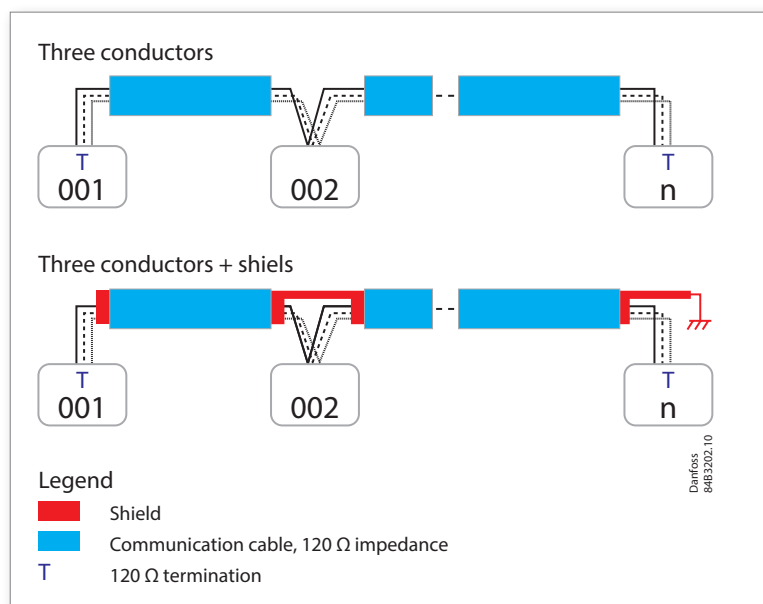 Three conductors
T
001
002
T
n
Three conductors + shiels
T
001
002
T
n
Danfoss
84B3202.10
Legend
Shield
Communication cable, 120 Ω impedance
T
120 Ω termination